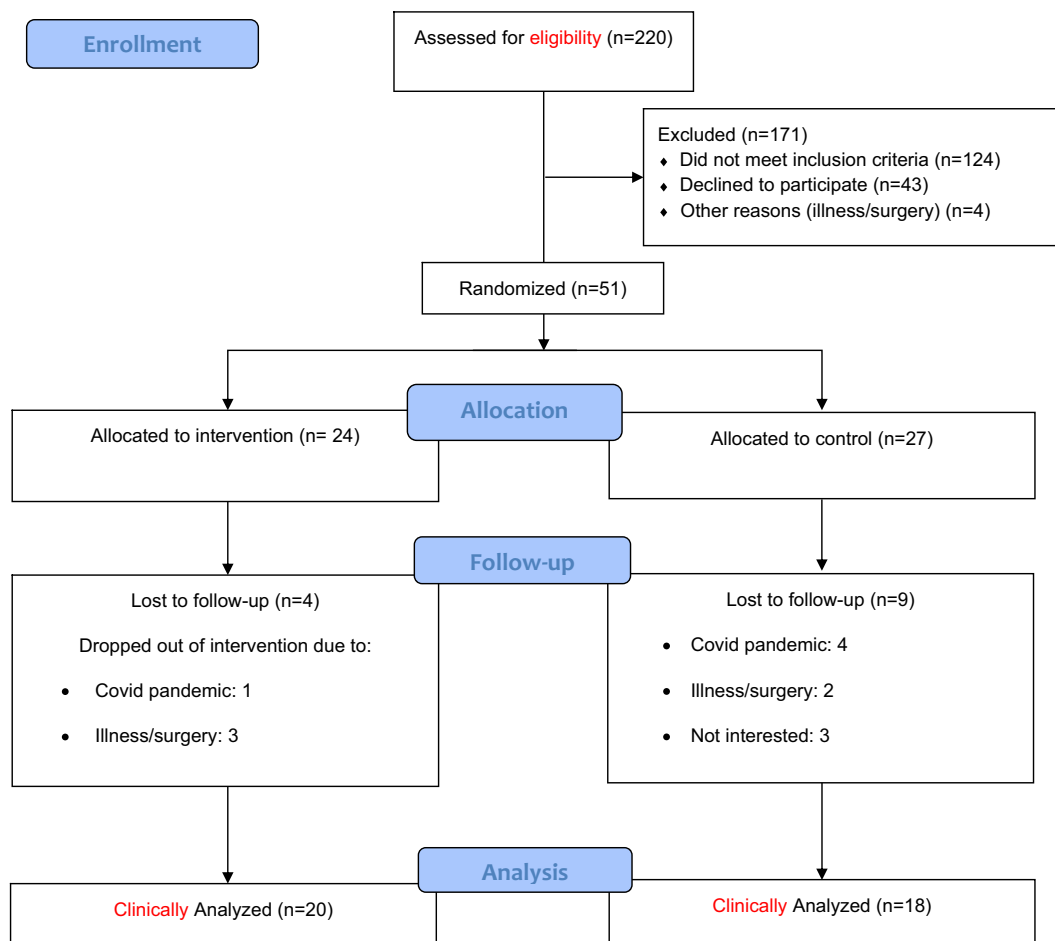 Enrollment
Assessed for eligibility (n=220)
Excluded (n=171)
♦ Did not meet inclusion criteria (n=124)
♦ Declined to participate (n=43)
♦ Other reasons (illness/surgery) (n=4)
Randomized (n=51)
Allocation
Allocated to intervention (n= 24)
Allocated to control (n=27)
Follow-up
Lost to follow-up (n=4)
Dropped out of intervention due to:
• Covid pandemic: 1
• Illness/surgery: 3
Lost to follow-up (n=9)
• Covid pandemic: 4
• Illness/surgery: 2
• Not interested: 3
Analysis
Clinically Analyzed (n=20)
Clinically Analyzed (n=18)